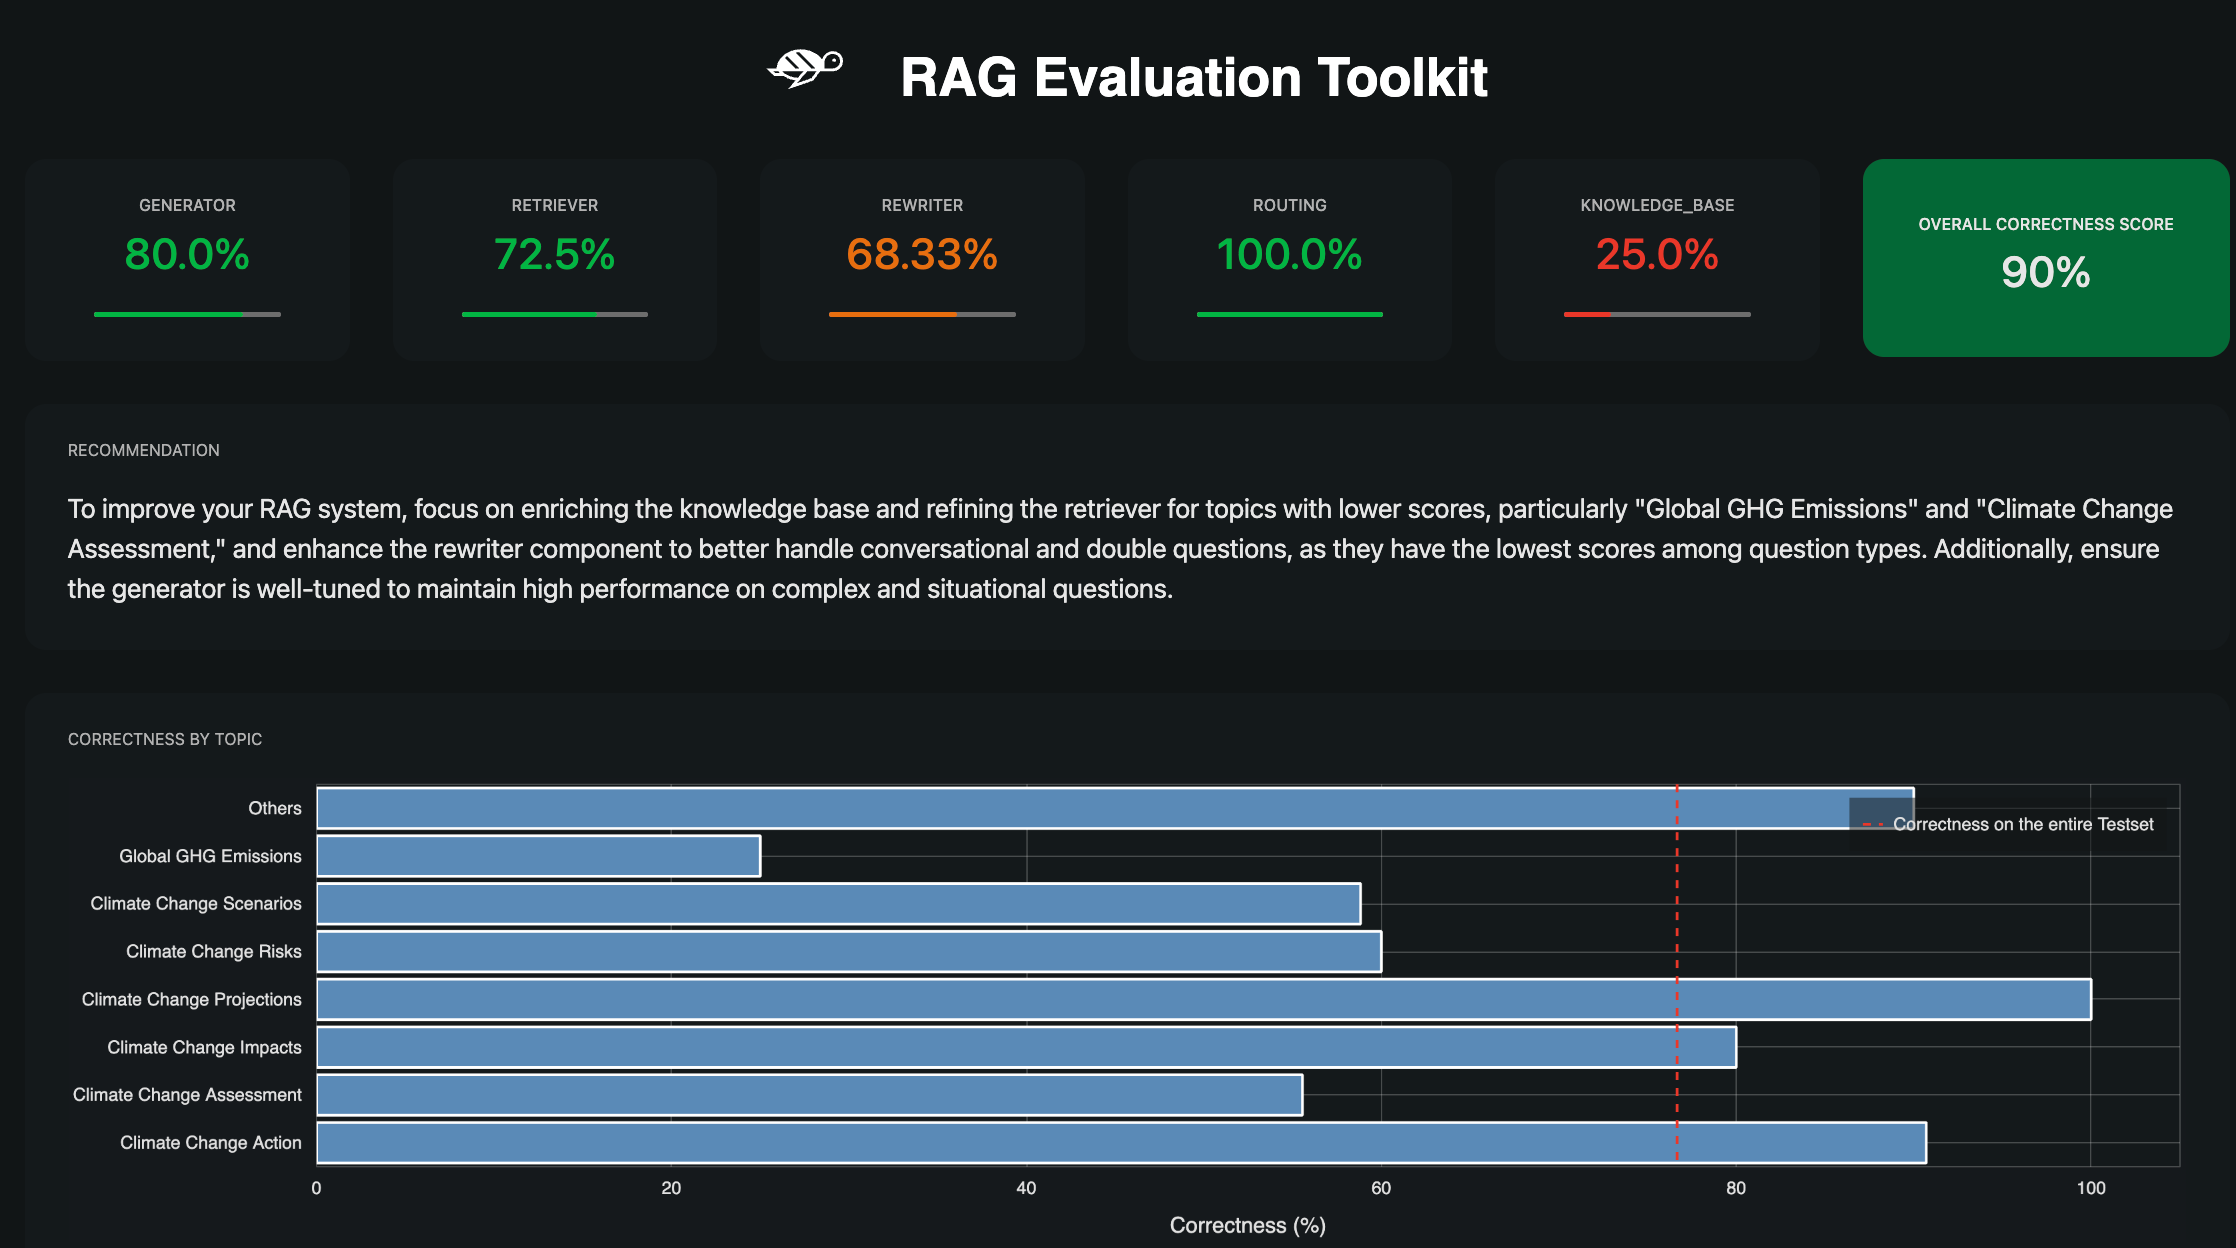 RAG Evaluation Toolkit
GENERATOR
80.0%
RETRIEVER
72.5%
REWRITER
68.33%
ROUTING
100.0%
KNOWLEDGE_BASE
25.0%
OVERALL CORRECTNESS SCORE
90%
RECOMMENDATION
To improve your RAG system, focus on enriching the knowledge base and refining the retriever for topics with lower scores, particularly "Global GHG Emissions" and "Climate Change
Assessment," and enhance the rewriter component to better handle conversational and double questions, as they have the lowest scores among question types. Additionally, ensure
the generator is well-tuned to maintain high performance on complex and situational questions.
CORRECTNESS BY TOPIC
Others
Correctness on the entire Testset
Global GHG Emissions
Climate Change Scenarios
Climate Change Risks
Climate Change Projections
Climate Change Impacts
Climate Change Assessment
Climate Change Action
0 20 40 60 80 100
Correctness (%)